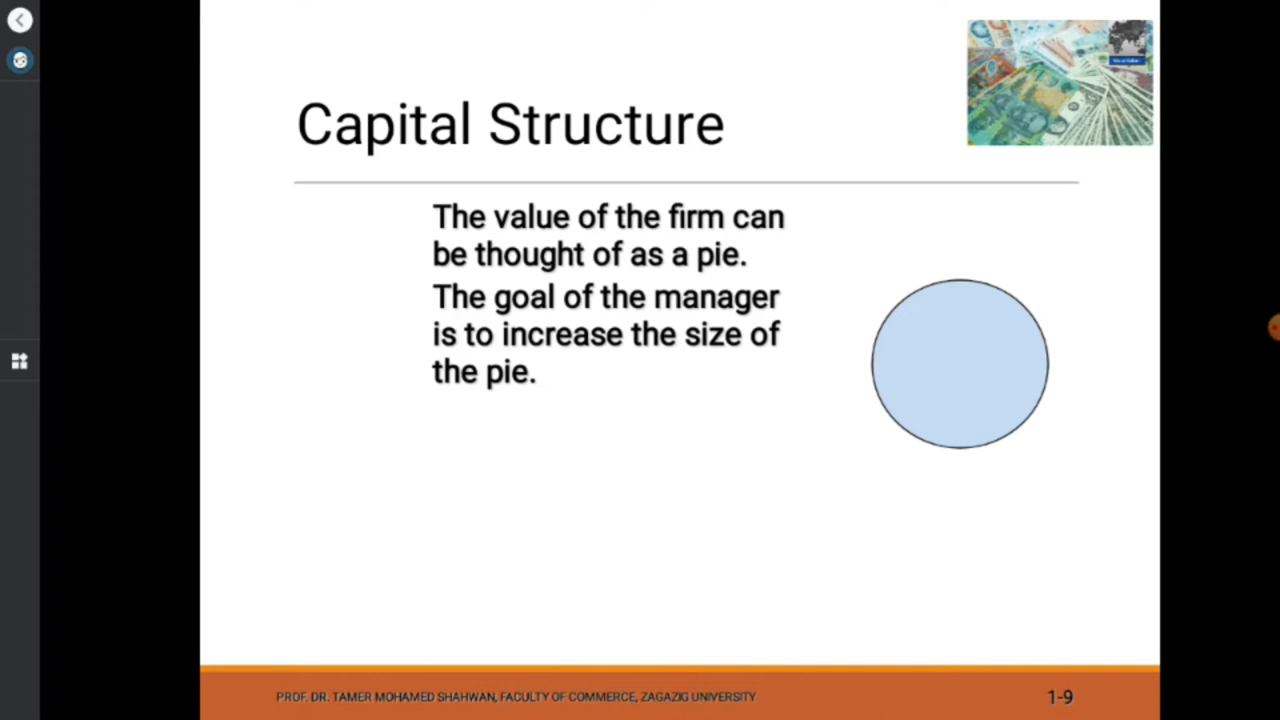 Capital Structure
The value of the firm can
be thought of as a pie.
The goal of the manager
is to increase the size of
the pie.
PROF. DR. TAMER MOHAMED SHAHWAN, FACULTY OF COMMERCE, ZAGAZIG UNIVERSITY
1-9